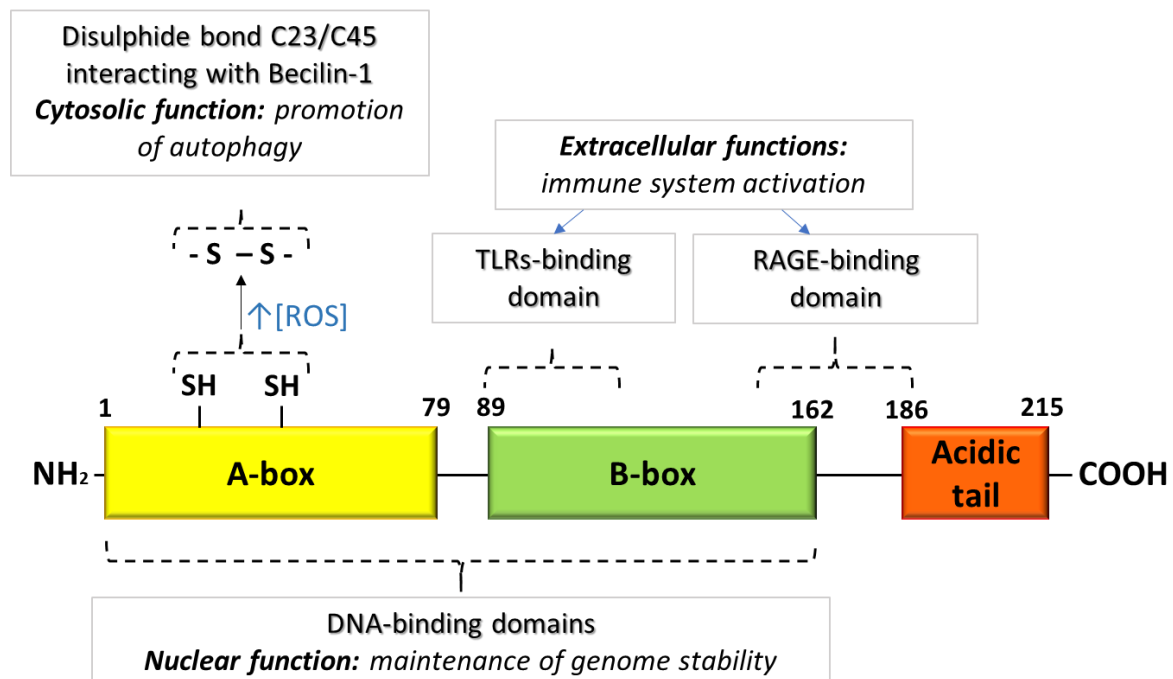 Disulphide bond C23/C45
interacting with Becilin-1
Cytosolic function: promotion
of autophagy
Extracellular functions:
immune system activation
- S – S -
TLRs-binding
domain
RAGE-binding
domain
↑[ROS]
SH SH
1 79 89 162 186 215
NH₂ A-box B-box Acidic
tail COOH
DNA-binding domains
Nuclear function: maintenance of genome stability